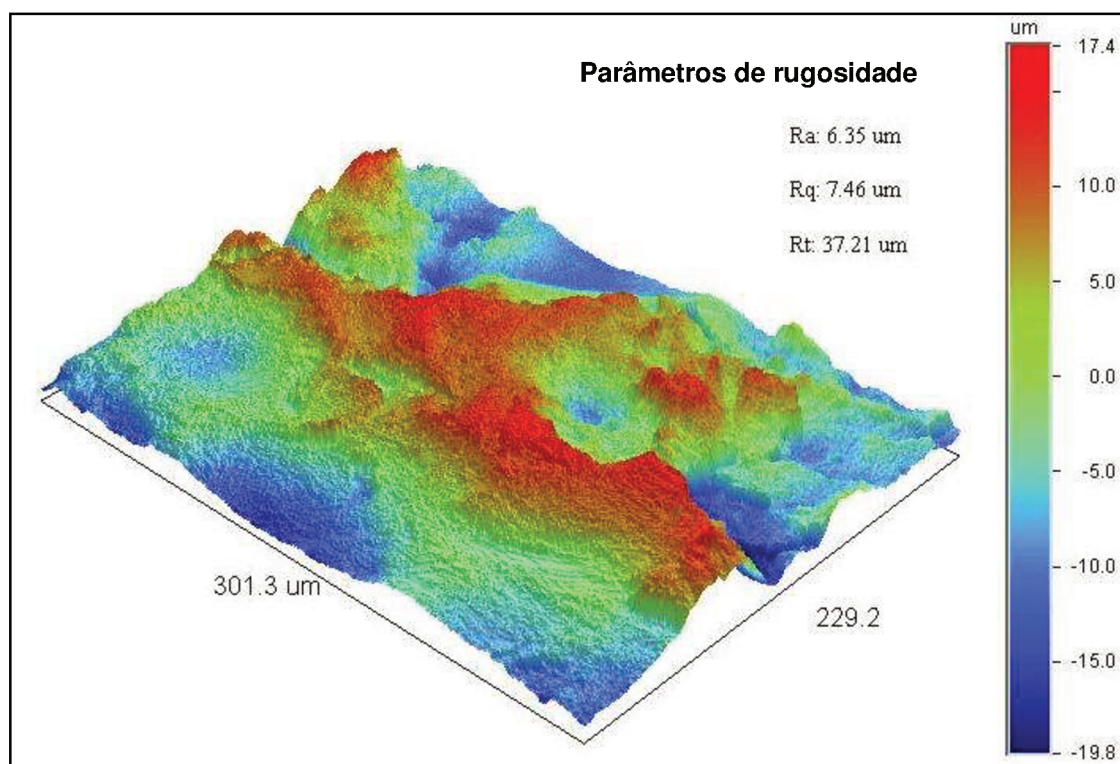 um
17.4
Parâmetros de rugosidade
Ra: 6.35 um
Rq: 7.46 um
Rt: 37.21 um
10.0
5.0
0.0
-5.0
-10.0
-15.0
-19.8
301.3 um
229.2